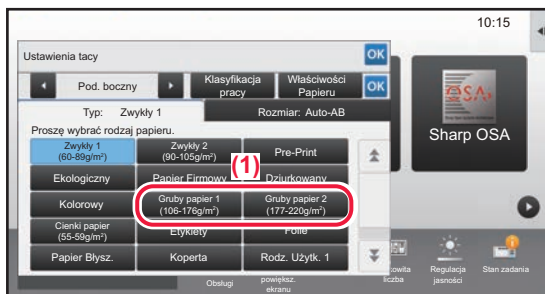 10:15
Ustawienia tacy
OK
Pod. boczny
Klasyfikacja pracy
Właściwości Papieru
OK
Typ: Zwykły 1
Rozmiar: Auto-AB
Proszę wybrać rodzaj papieru.
Zwykły 1
(60-89g/m²)
Zwykły 2
(90-105g/m²)
Pre-Print
Ekologiczny
Papier Firmowy
Dziurkowany
(1)
Kolorowy
Gruby papier 1
(106-176g/m²)
Gruby papier 2
(177-220g/m²)
Cienki papier
(55-59g/m²)
Etykiety
Folie
Papier Błysz.
Koperta
Rodz. Użytk. 1
OSA
Sharp OSA
Obsługi
powiększ.
ekranu
liczba
Regulacja
jasności
Stan zadania